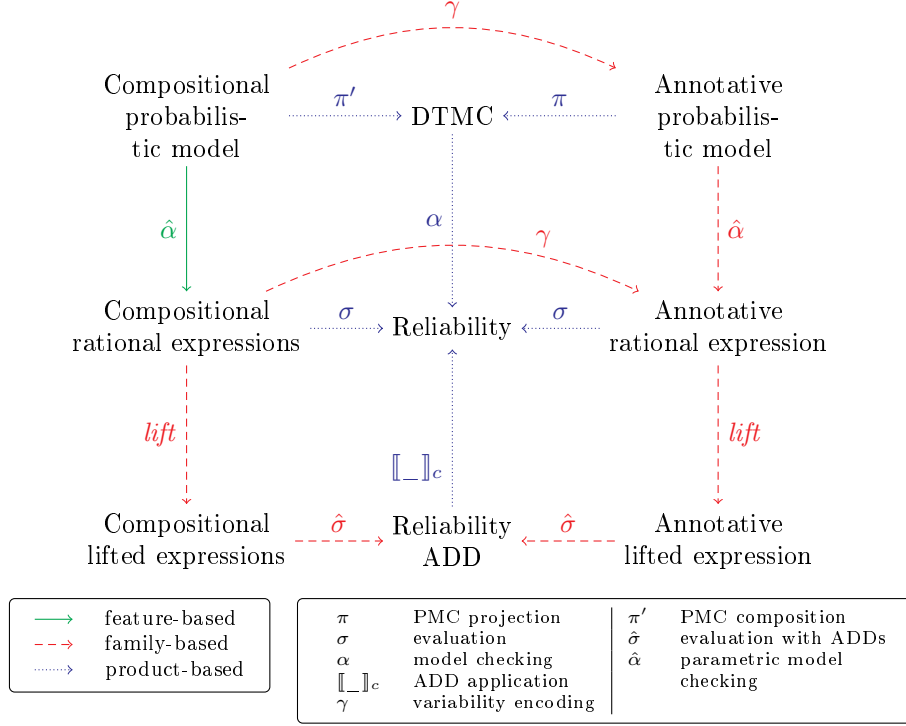 γ
Compositional
probabilis-
tic model
π′
DTMC
π
Annotative
probabilis-
tic model
α̂
α
α̂
γ
Compositional
rational expressions
σ
Reliability
σ
Annotative
rational expression
lift
lift
⟦_⟧c
Compositional
lifted expressions
σ̂
Reliability
ADD
σ̂
Annotative
lifted expression
feature-based
family-based
product-based
π PMC projection
σ evaluation
α model checking
⟦_⟧c ADD application
γ variability encoding
π′ PMC composition
σ̂ evaluation with ADDs
α̂ parametric model
checking